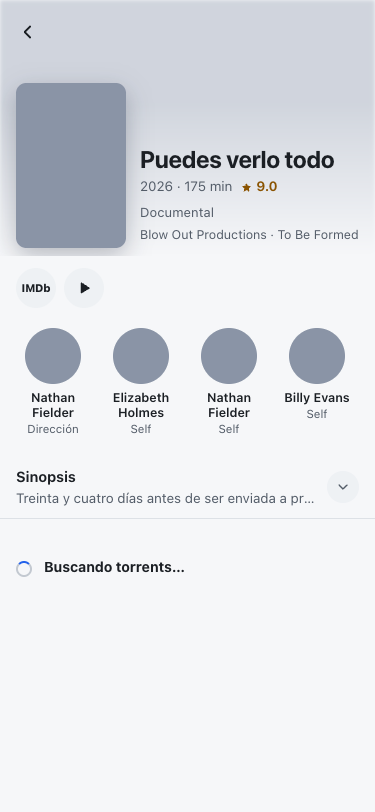 Puedes verlo todo
2026 · 175 min ★ 9.0
Documental
Blow Out Productions · To Be Formed
IMDb
Nathan Fielder
Dirección
Elizabeth Holmes
Self
Nathan Fielder
Self
Billy Evans
Self
Sinopsis
Treinta y cuatro días antes de ser enviada a pr...
Buscando torrents...